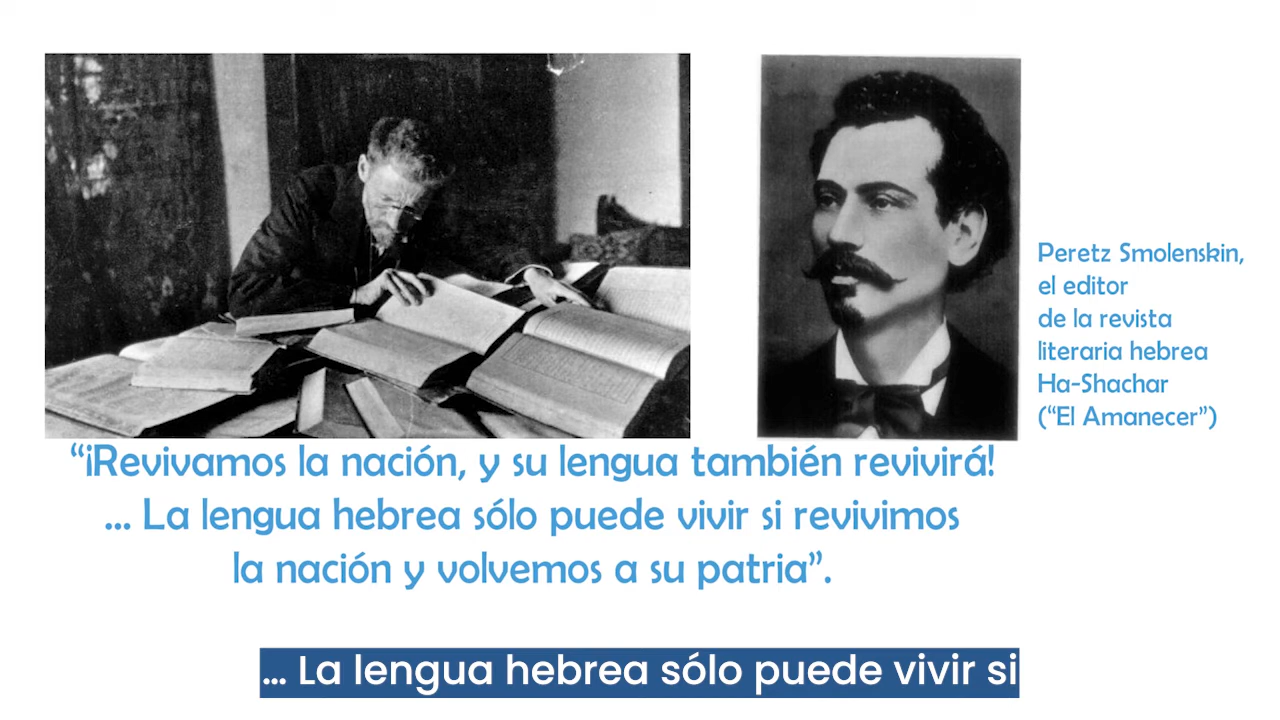 Peretz Smolenskin,
el editor
de la revista
literaria hebrea
Ha-Shachar
(“El Amanecer”)
“¡Revivamos la nación, y su lengua también revivirá!
... La lengua hebrea sólo puede vivir si revivimos
la nación y volvemos a su patria”.
... La lengua hebrea sólo puede vivir si